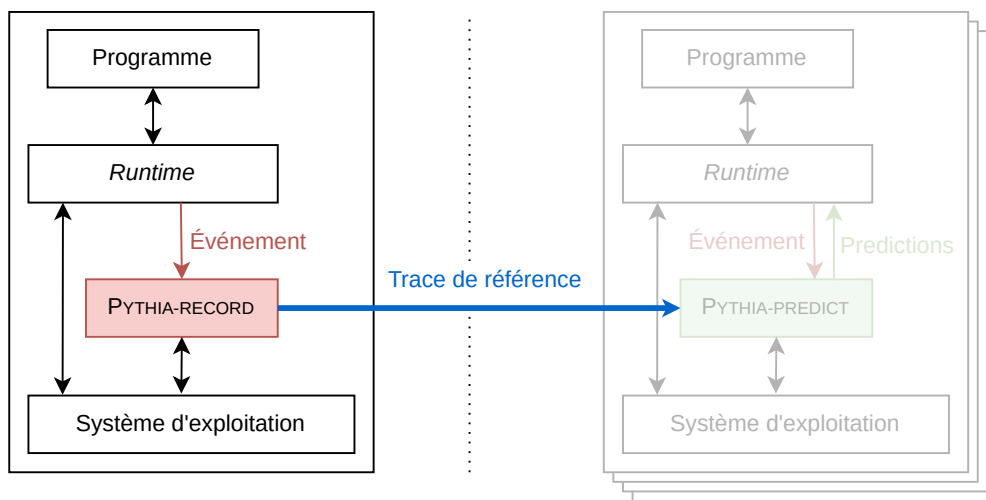 Programme
Runtime
Événement
PYTHIA-RECORD
Système d'exploitation
Trace de référence
Programme
Runtime
Événement
Predictions
PYTHIA-PREDICT
Système d'exploitation